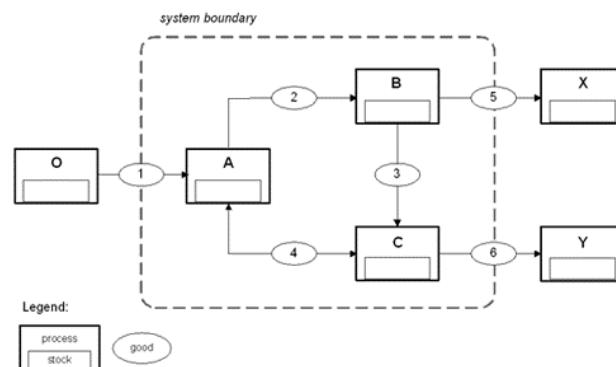 system boundary
2
B
5
X
O
1
A
3
4
C
6
Y
Legend:
process
stock
good